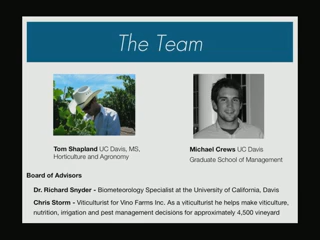 The Team
Tom Shapland UC Davis, MS,
Horticulture and Agronomy
Michael Crews UC Davis
Graduate School of Management
Board of Advisors
Dr. Richard Snyder - Biometeorology Specialist at the University of California, Davis
Chris Storm - Viticulturist for Vino Farms Inc. As a viticulturist he helps make viticulture,
nutrition, irrigation and pest management decisions for approximately 4,500 vineyard